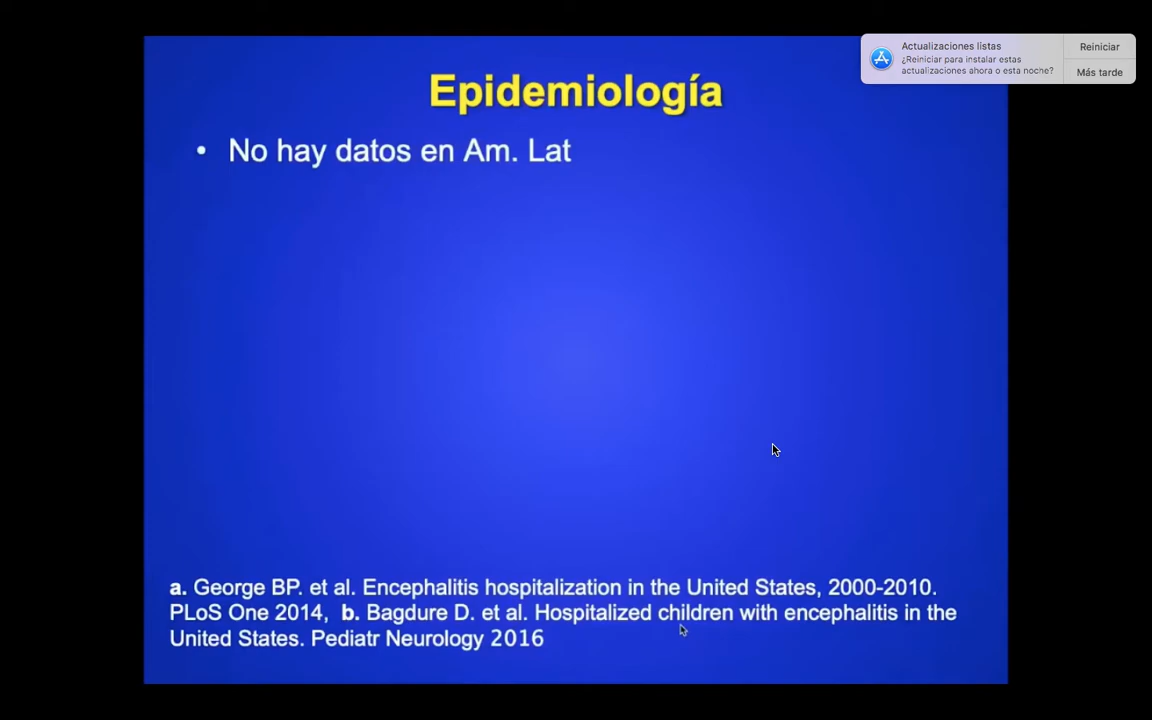 Actualizaciones listas
¿Reiniciar para instalar estas
actualizaciones ahora o esta noche?
Reiniciar
Más tarde
Epidemiología
• No hay datos en Am. Lat
a. George BP. et al. Encephalitis hospitalization in the United States, 2000-2010.
PLoS One 2014, b. Bagdure D. et al. Hospitalized children with encephalitis in the
United States. Pediatr Neurology 2016